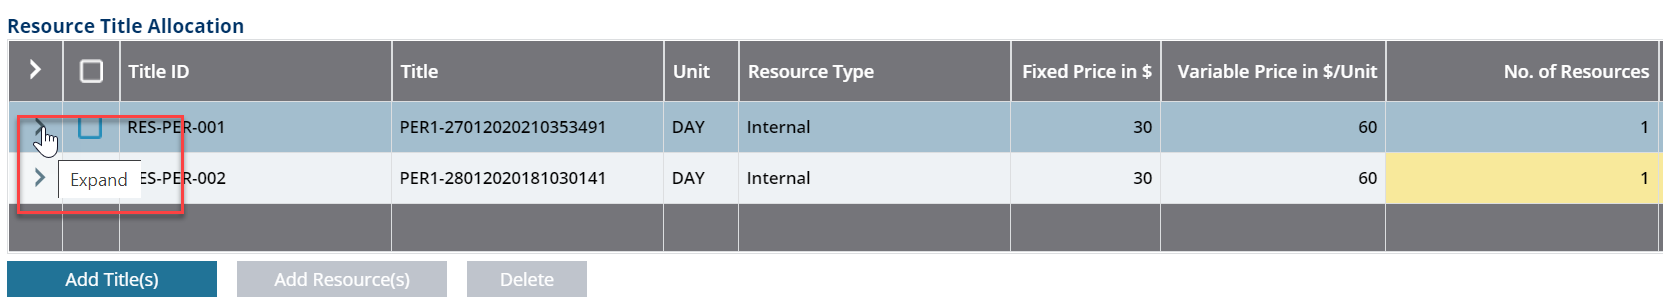 Resource Title Allocation
Title ID Title Unit Resource Type Fixed Price in $ Variable Price in $/Unit No. of Resources
RES-PER-001 PER1-27012020210353491 DAY Internal 30 60 1
Expand ES-PER-002 PER1-28012020181030141 DAY Internal 30 60 1
Add Title(s) Add Resource(s) Delete